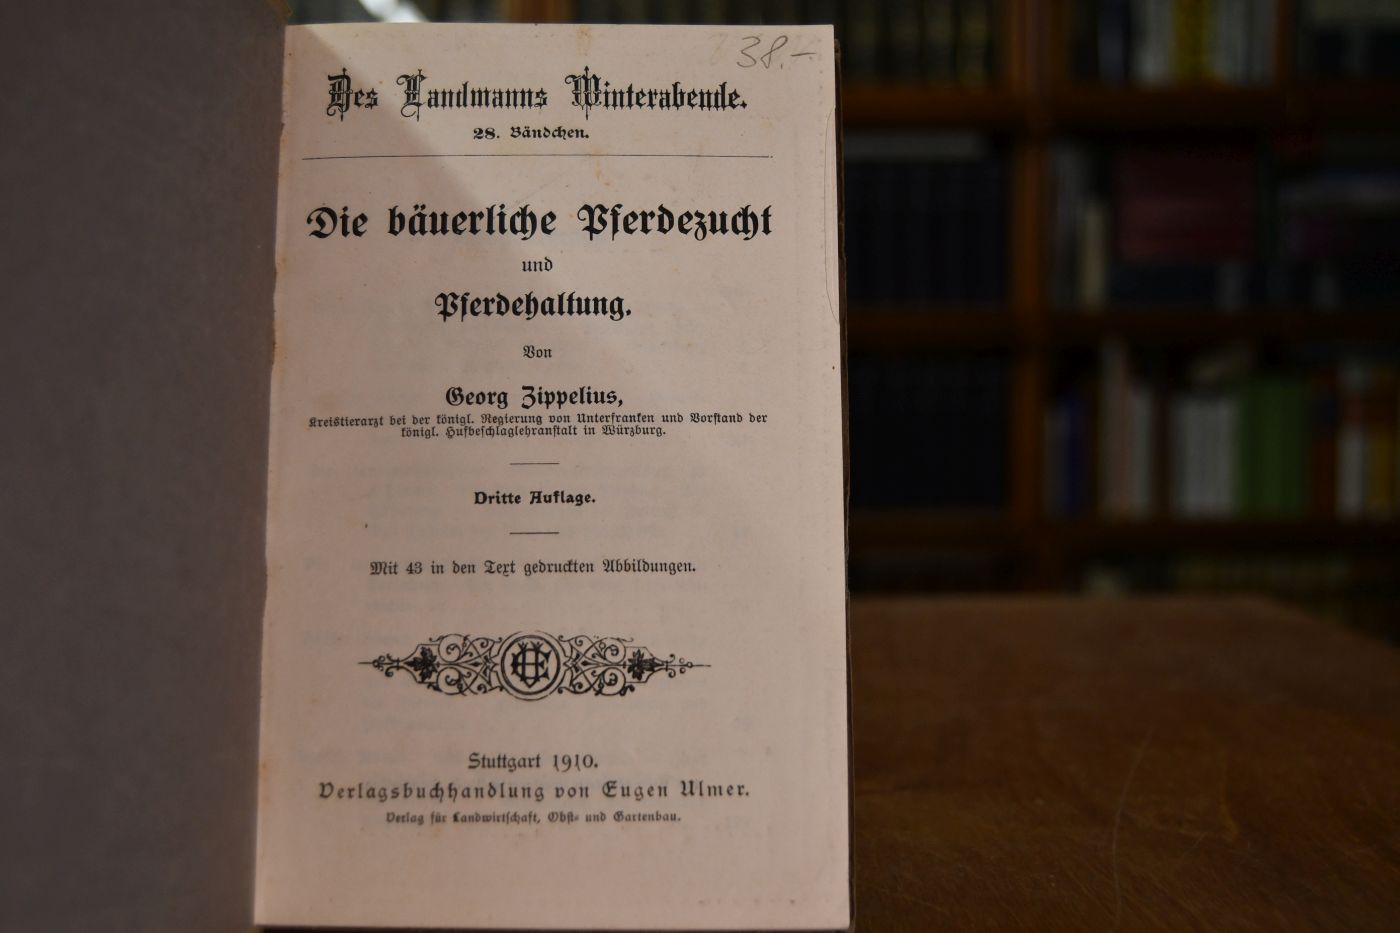 38.-
Des Landmanns Winterabende.
28. Bändchen.
Die bäuerliche Pferdezucht
und
Pferdehaltung.
Von
Georg Zippelius,
Kreistierarzt bei der königl. Regierung von Unterfranken und Vorstand der
königl. Hufbeschlaglehranstalt in Würzburg.
Dritte Auflage.
Mit 43 in den Text gedruckten Abbildungen.
Stuttgart 1910.
Verlagsbuchhandlung von Eugen Ulmer.
Verlag für Landwirtschaft, Obst- und Gartenbau.